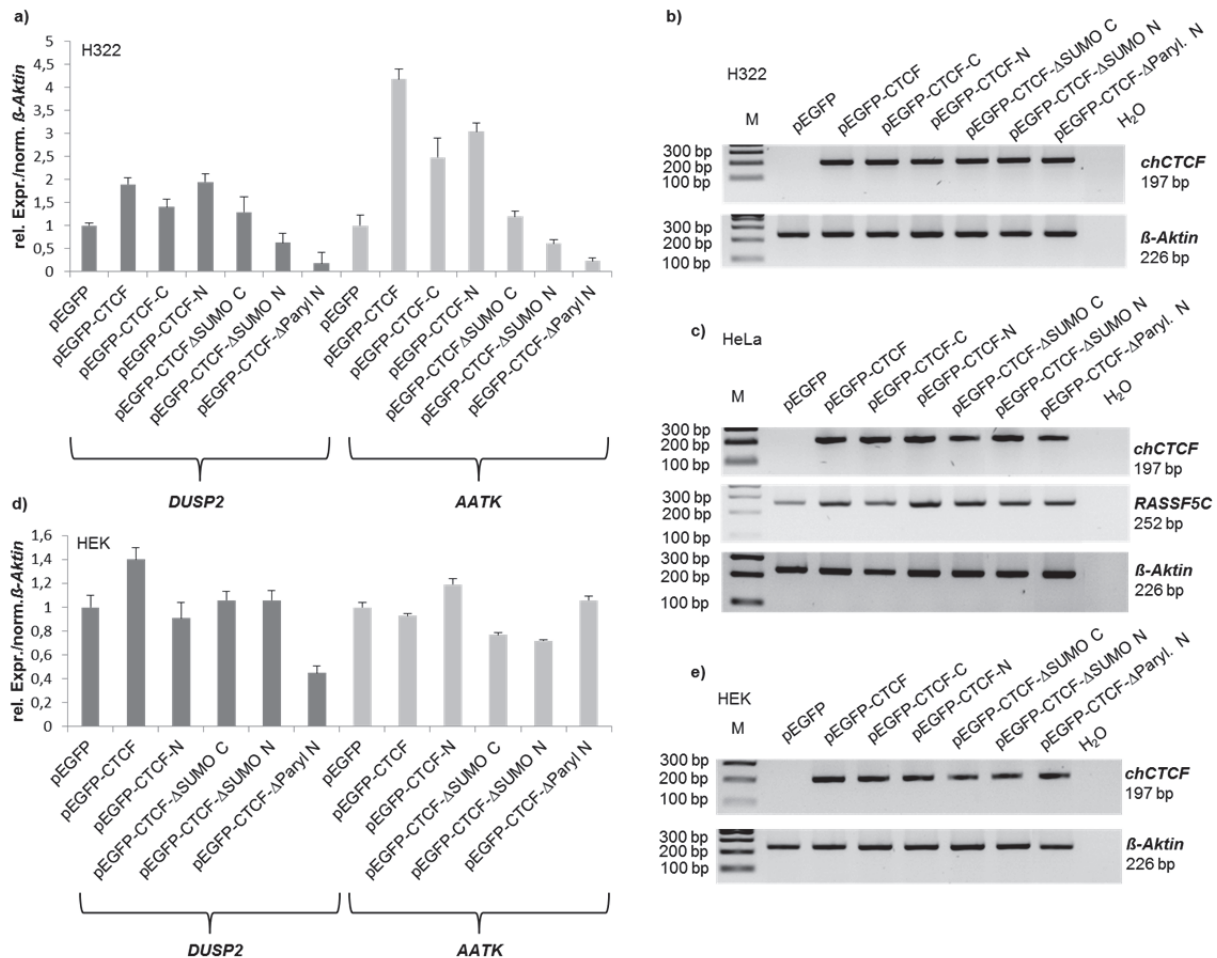 a)
H322
rel. Expr./norm. ß-Aktin
5
4,5
4
3,5
3
2,5
2
1,5
1
0,5
0
pEGFP
pEGFP-CTCF
pEGFP-CTCF-C
pEGFP-CTCF-N
pEGFP-CTCFΔSUMO C
pEGFP-CTCF-ΔSUMO N
pEGFP-CTCF-ΔParyl N
pEGFP
pEGFP-CTCF
pEGFP-CTCF-C
pEGFP-CTCF-N
pEGFP-CTCFΔSUMO C
pEGFP-CTCF-ΔSUMO N
pEGFP-CTCF-ΔParyl N
DUSP2
AATK
b)
H322
M
pEGFP
pEGFP-CTCF
pEGFP-CTCF-C
pEGFP-CTCF-N
pEGFP-CTCF-ΔSUMO C
pEGFP-CTCF-ΔSUMO N
pEGFP-CTCF-ΔParyl. N
H2O
300 bp
200 bp
100 bp
chCTCF
197 bp
300 bp
200 bp
100 bp
ß-Aktin
226 bp
c)
HeLa
M
pEGFP
pEGFP-CTCF
pEGFP-CTCF-C
pEGFP-CTCF-N
pEGFP-CTCF-ΔSUMO C
pEGFP-CTCF-ΔSUMO N
pEGFP-CTCF-ΔParyl. N
H2O
300 bp
200 bp
100 bp
chCTCF
197 bp
300 bp
200 bp
100 bp
RASSF5C
252 bp
300 bp
200 bp
100 bp
ß-Aktin
226 bp
d)
HEK
rel. Expr./norm.ß-Aktin
1,6
1,4
1,2
1
0,8
0,6
0,4
0,2
0
pEGFP
pEGFP-CTCF
pEGFP-CTCF-N
pEGFP-CTCF-ΔSUMO C
pEGFP-CTCF-ΔSUMO N
pEGFP-CTCF-ΔParyl N
pEGFP
pEGFP-CTCF
pEGFP-CTCF-N
pEGFP-CTCF-ΔSUMO C
pEGFP-CTCF-ΔSUMO N
pEGFP-CTCF-ΔParyl N
DUSP2
AATK
e)
HEK
M
pEGFP
pEGFP-CTCF
pEGFP-CTCF-C
pEGFP-CTCF-N
pEGFP-CTCF-ΔSUMO C
pEGFP-CTCF-ΔSUMO N
pEGFP-CTCF-ΔParyl. N
H2O
300 bp
200 bp
100 bp
chCTCF
197 bp
300 bp
200 bp
100 bp
ß-Aktin
226 bp